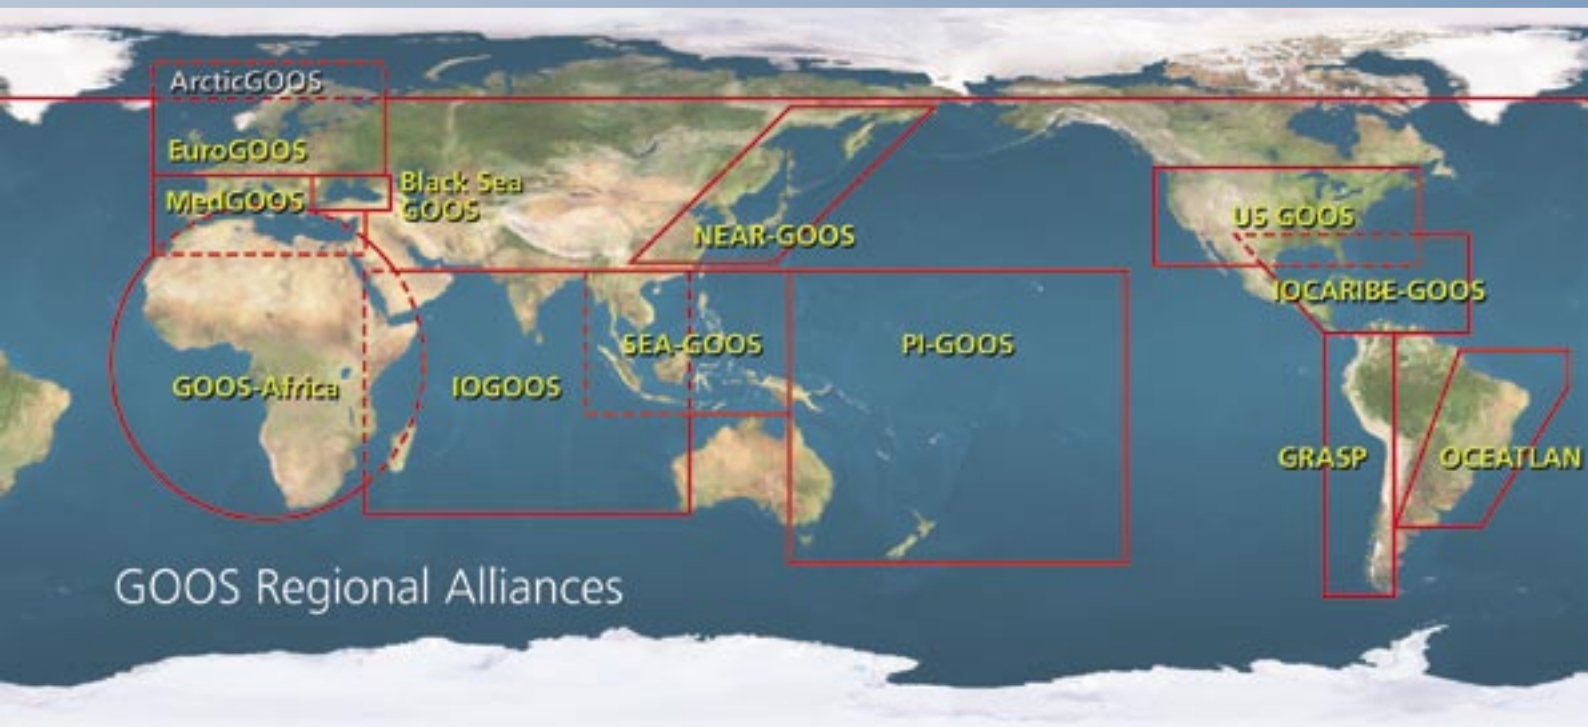 ArcticGOOS
EuroGOOS
MedGOOS
Black Sea
GOOS
NEAR-GOOS
US GOOS
IOCARIBE-GOOS
SEA-GOOS
PI-GOOS
GOOS-Africa
IOGOOS
GRASP
OCEATLAN
GOOS Regional Alliances